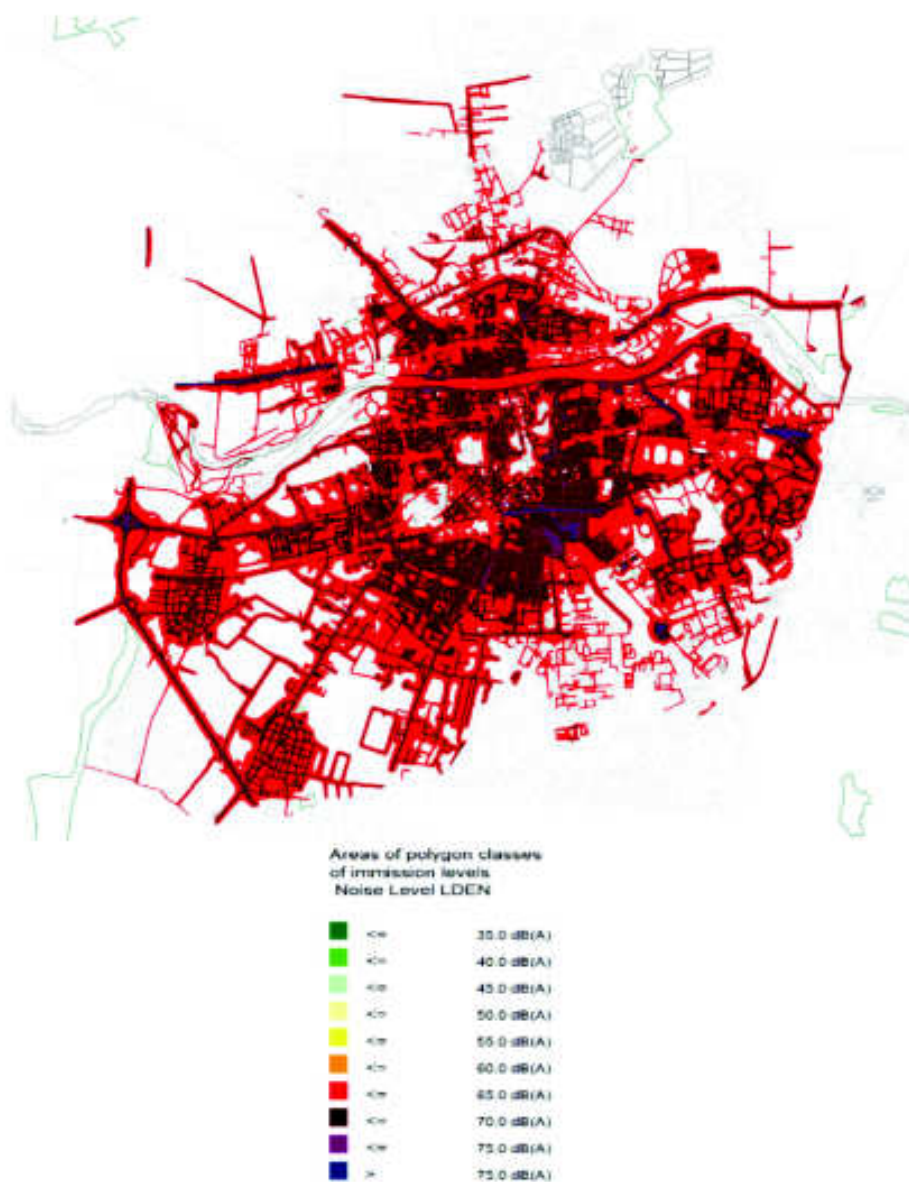 Areas of polygon classes
of immission levels
Noise Level LDEN
<= 35.0 dB(A)
<= 40.0 dB(A)
<= 45.0 dB(A)
<= 50.0 dB(A)
<= 55.0 dB(A)
<= 60.0 dB(A)
<= 65.0 dB(A)
<= 70.0 dB(A)
<= 75.0 dB(A)
> 75.0 dB(A)